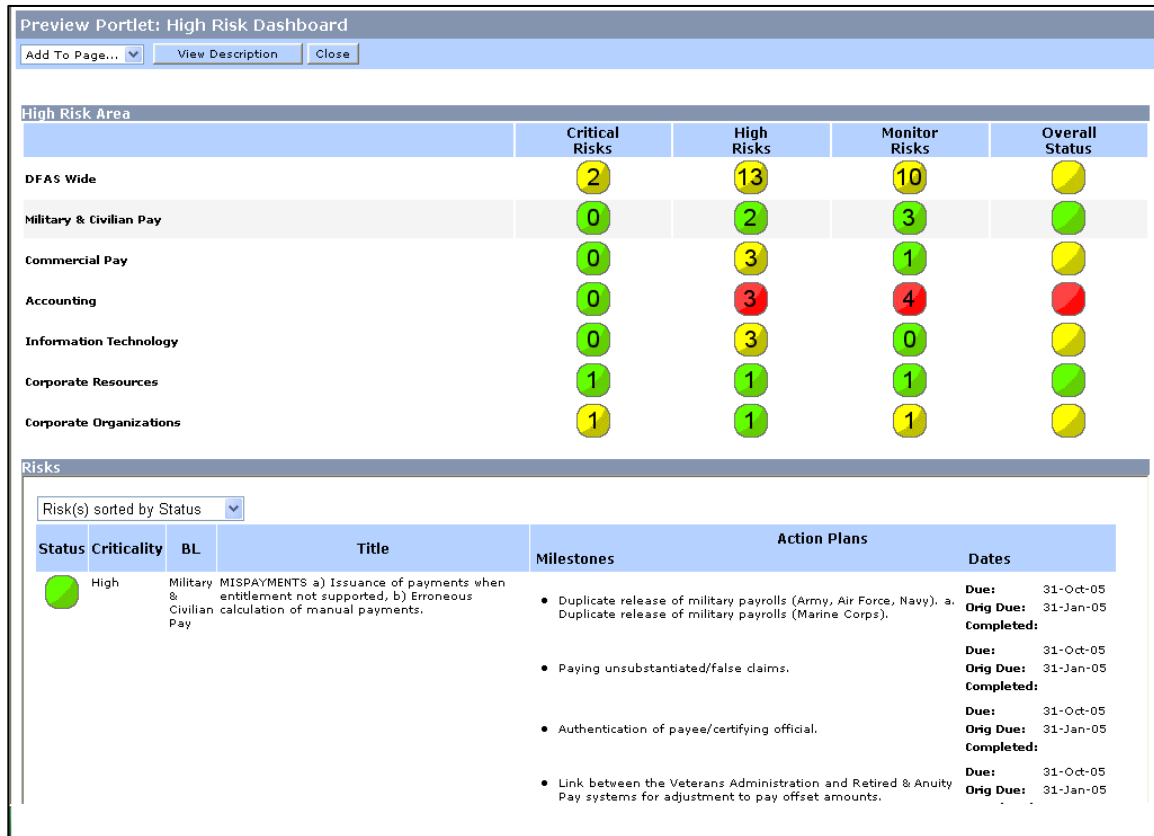 Preview Portlet: High Risk Dashboard
Add To Page... View Description Close
High Risk Area
Critical Risks High Risks Monitor Risks Overall Status
DFAS Wide 2 13 10
Military & Civilian Pay 0 2 3
Commercial Pay 0 3 1
Accounting 0 3 4
Information Technology 0 3 0
Corporate Resources 1 1 1
Corporate Organizations 1 1 1
Risks
Risk(s) sorted by Status
Status Criticality BL Title Action Plans
Milestones Dates
High Military & Civilian Pay
MISPAYMENTS a) Issuance of payments when
entitlement not supported, b) Erroneous
calculation of manual payments.
• Duplicate release of military payrolls (Army, Air Force, Navy). a.
Duplicate release of military payrolls (Marine Corps).
Due: 31-Oct-05
Orig Due: 31-Jan-05
Completed:
• Paying unsubstantiated/false claims.
Due: 31-Oct-05
Orig Due: 31-Jan-05
Completed:
• Authentication of payee/certifying official.
Due: 31-Oct-05
Orig Due: 31-Jan-05
Completed:
• Link between the Veterans Administration and Retired & Anuity
Pay systems for adjustment to pay offset amounts.
Due: 31-Oct-05
Orig Due: 31-Jan-05